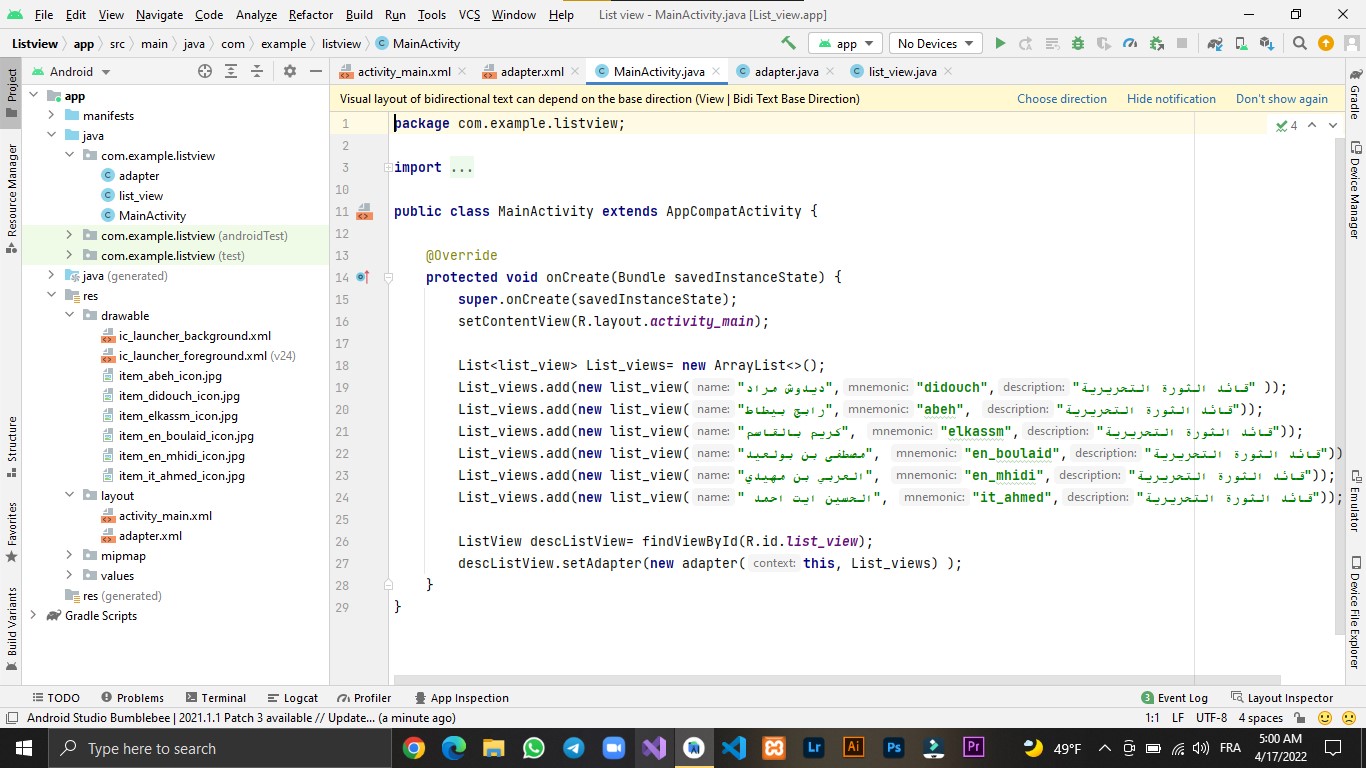 File Edit View Navigate Code Analyze Refactor Build Run Tools VCS Window Help List view - MainActivity.java [List_view.app]
Listview app src main java com example listview MainActivity app No Devices
Project Android activity_main.xml adapter.xml MainActivity.java adapter.java list_view.java Gradle
Visual layout of bidirectional text can depend on the base direction (View | Bidi Text Base Direction) Choose direction Hide notification Don't show again
app
manifests
java
com.example.listview
adapter
list_view
MainActivity
com.example.listview (androidTest)
com.example.listview (test)
java (generated)
res
drawable
ic_launcher_background.xml
ic_launcher_foreground.xml (v24)
item_abeh_icon.jpg
item_didouch_icon.jpg
item_elkassm_icon.jpg
item_en_boulaid_icon.jpg
item_en_mhidi_icon.jpg
item_it_ahmed_icon.jpg
layout
activity_main.xml
adapter.xml
mipmap
values
res (generated)
Gradle Scripts
Resource Manager
Structure
Favorites
Build Variants
1 package com.example.listview; 4
2
3 import ...
10
11 public class MainActivity extends AppCompatActivity {
12
13 @Override
14 protected void onCreate(Bundle savedInstanceState) {
15 super.onCreate(savedInstanceState);
16 setContentView(R.layout.activity_main);
17
18 List<list_view> List_views= new ArrayList<>();
19 List_views.add(new list_view( name: "ديدوش مراد", mnemonic: "didouch", description: "قائد الثورة التحريرية" ));
20 List_views.add(new list_view( name: "رابح بيطاط", mnemonic: "abeh", description: "قائد الثورة التحريرية"));
21 List_views.add(new list_view( name: "كريم بالقاسم", mnemonic: "elkassm", description: "قائد الثورة التحريرية"));
22 List_views.add(new list_view( name: "مصطفى بن بولعيد", mnemonic: "en_boulaid", description: "قائد الثورة التحريرية"))
23 List_views.add(new list_view( name: "العربي بن مهيدي", mnemonic: "en_mhidi", description: "قائد الثورة التحريرية"));
24 List_views.add(new list_view( name: "الحسين ايت احمد ", mnemonic: "it_ahmed", description: "قائد الثورة التحريرية"));
25
26 ListView descListView= findViewById(R.id.list_view);
27 descListView.setAdapter(new adapter( context: this, List_views) );
28 }
29 }
Device Manager
Emulator
Device File Explorer
TODO Problems Terminal Logcat Profiler App Inspection 3 Event Log Layout Inspector
Android Studio Bumblebee | 2021.1.1 Patch 3 available // Update... (a minute ago) 1:1 LF UTF-8 4 spaces
Type here to search Lr Ai Ps Pr 49°F FRA 5:00 AM
4/17/2022